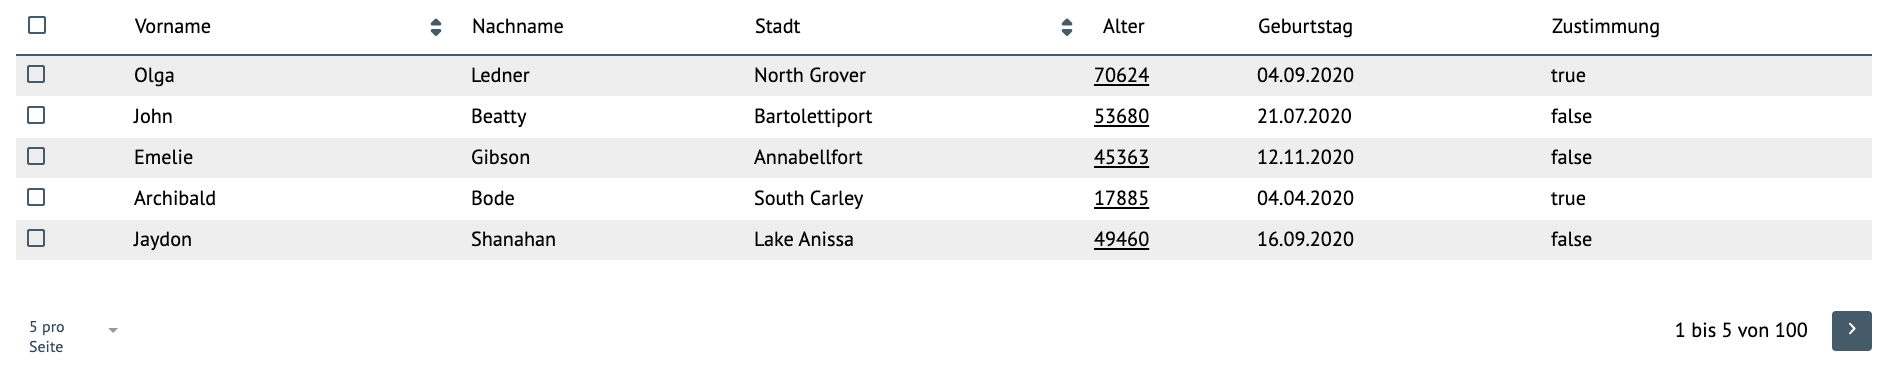 Vorname Nachname Stadt Alter Geburtstag Zustimmung
Olga Ledner North Grover 70624 04.09.2020 true
John Beatty Bartolettiport 53680 21.07.2020 false
Emelie Gibson Annabellfort 45363 12.11.2020 false
Archibald Bode South Carley 17885 04.04.2020 true
Jaydon Shanahan Lake Anissa 49460 16.09.2020 false
5 pro
Seite
1 bis 5 von 100